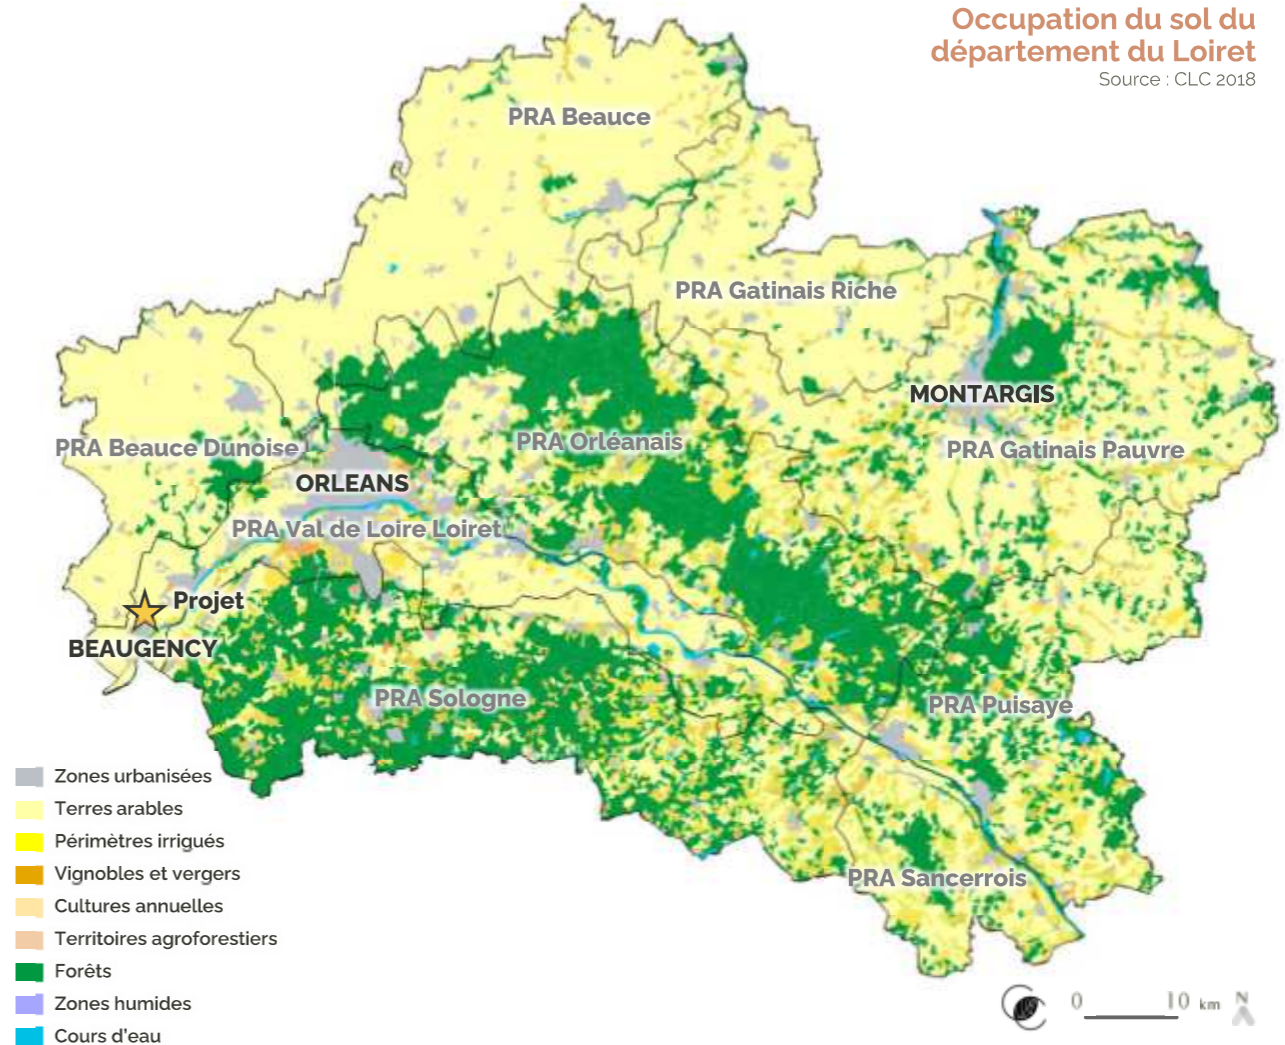 Occupation du sol du
département du Loiret
Source : CLC 2018
PRA Beauce
PRA Gatinais Riche
MONTARGIS
PRA Orléanais
PRA Beauce Dunoise
PRA Gatinais Pauvre
ORLEANS
PRA Val de Loire Loiret
Projet
BEAUGENCY
PRA Sologne
PRA Puisaye
PRA Sancerrois
Zones urbanisées
Terres arables
Périmètres irrigués
Vignobles et vergers
Cultures annuelles
Territoires agroforestiers
Forêts
Zones humides
Cours d'eau
0 10 km N